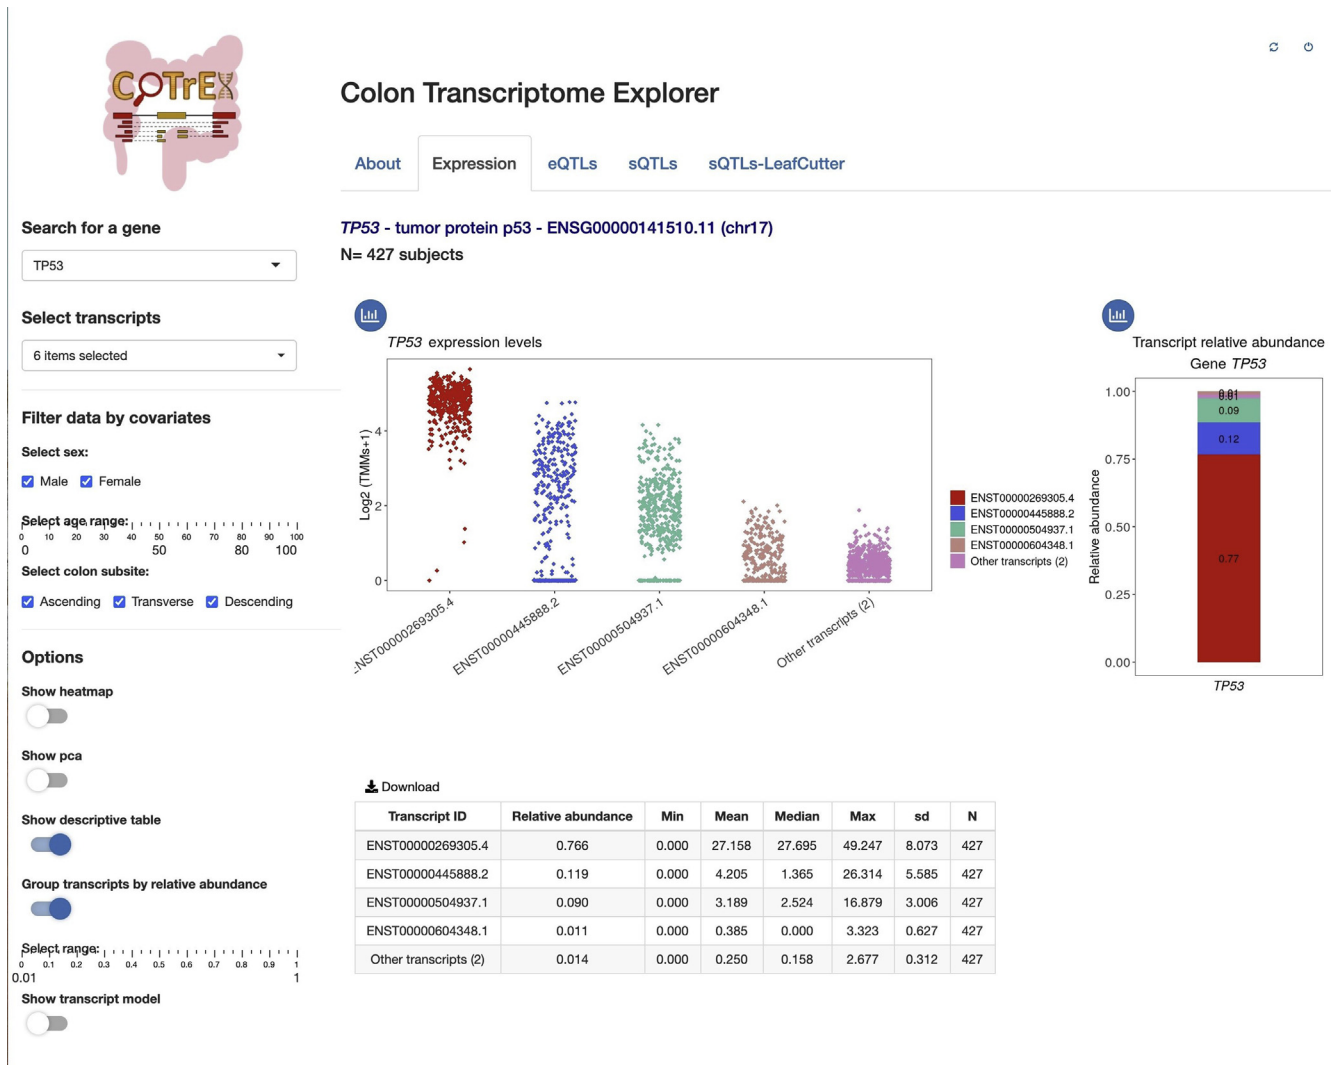 COTrEX
Colon Transcriptome Explorer
About Expression eQTLs sQTLs sQTLs-LeafCutter
Search for a gene
TP53
Select transcripts
6 items selected
Filter data by covariates
Select sex:
Male Female
Select age range:
0 10 20 30 40 50 60 70 80 90 100
0 50 80 100
Select colon subsite:
Ascending Transverse Descending
Options
Show heatmap
Show pca
Show descriptive table
Group transcripts by relative abundance
Select range:
0 0.1 0.2 0.3 0.4 0.5 0.6 0.7 0.8 0.9 1
0.01 1
Show transcript model
TP53 - tumor protein p53 - ENSG00000141510.11 (chr17)
N= 427 subjects
TP53 expression levels
Log2 (TMMs+1)
4
2
0
ENST00000269305.4
ENST00000445888.2
ENST00000504937.1
ENST00000604348.1
Other transcripts (2)
ENST00000269305.4
ENST00000445888.2
ENST00000504937.1
ENST00000604348.1
Other transcripts (2)
Transcript relative abundance
Gene TP53
Relative abundance
1.00
0.75
0.50
0.25
0.00
0.01
0.01
0.09
0.12
0.77
TP53
Download
Transcript ID Relative abundance Min Mean Median Max sd N
ENST00000269305.4 0.766 0.000 27.158 27.695 49.247 8.073 427
ENST00000445888.2 0.119 0.000 4.205 1.365 26.314 5.585 427
ENST00000504937.1 0.090 0.000 3.189 2.524 16.879 3.006 427
ENST00000604348.1 0.011 0.000 0.385 0.000 3.323 0.627 427
Other transcripts (2) 0.014 0.000 0.250 0.158 2.677 0.312 427